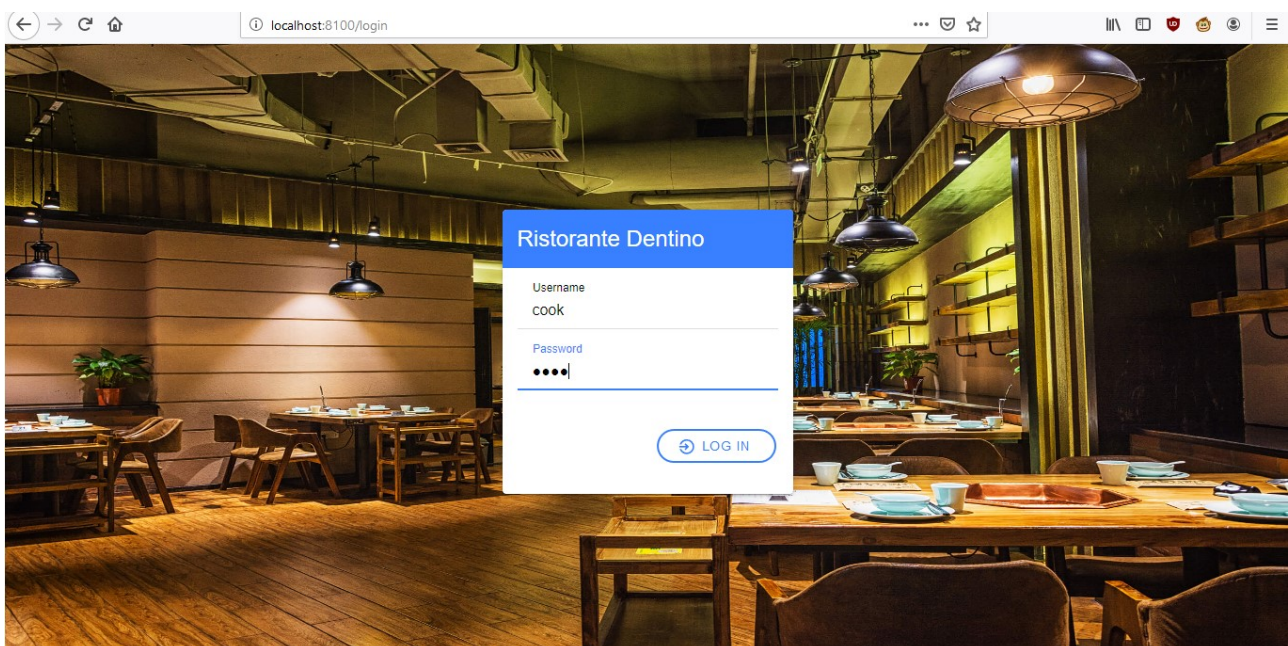 localhost:8100/login
Ristorante Dentino
Username
cook
Password
••••
LOG IN